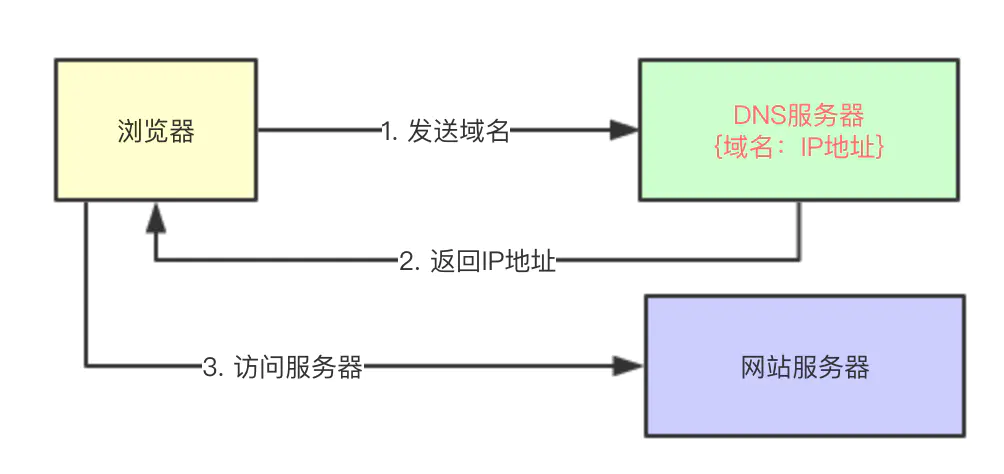 浏览器
1. 发送域名
DNS服务器
{域名：IP地址}
2. 返回IP地址
3. 访问服务器
网站服务器